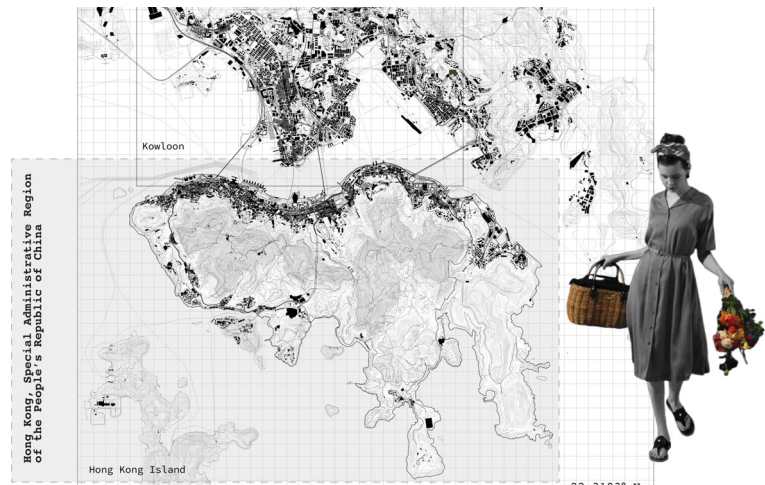 Kowloon
Hong Kong, Special Administrative Region
of the People's Republic of China
Hong Kong Island